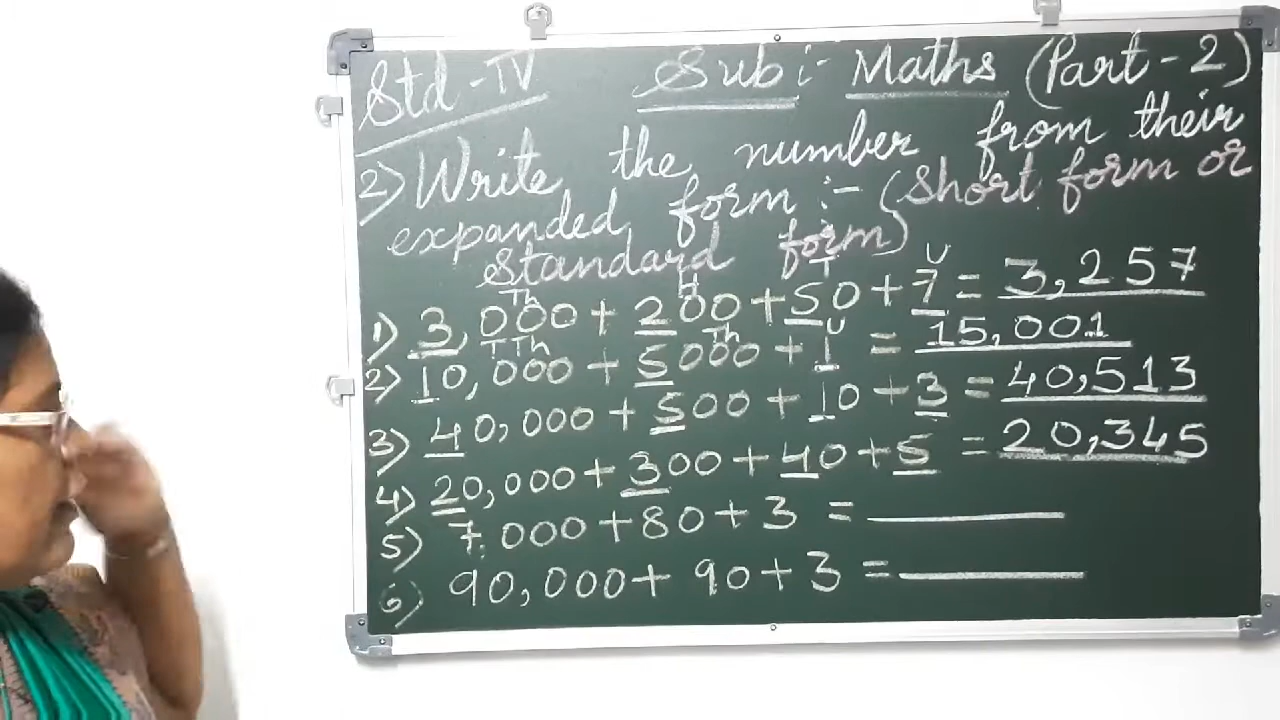 Std - IV Sub :- Maths (Part - 2)
2) Write the number from their
expanded form :- (Short form or
Standard form)
Th H T U
1) 3,000 + 200 + 50 + 7 = 3,257
T Th Th U
2) 10,000 + 5000 + 1 = 15,001
3) 40,000 + 500 + 10 + 3 = 40,513
4) 20,000 + 300 + 40 + 5 = 20,345
5) 7,000 + 80 + 3 =
6) 90,000 + 90 + 3 =